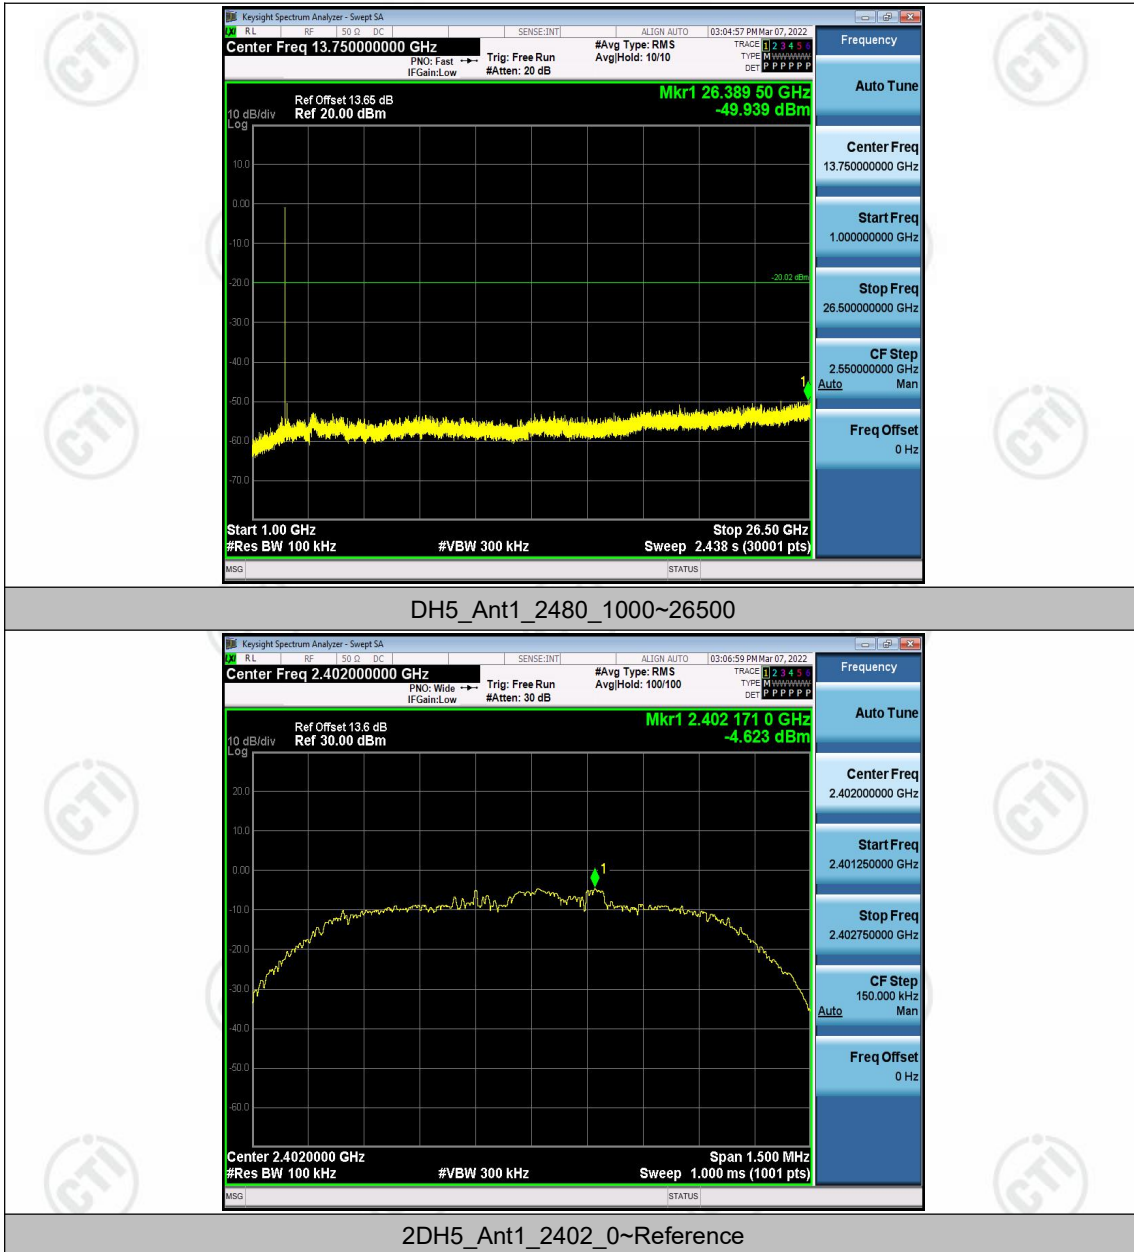 Keysight Spectrum Analyzer - Swept SA
LXI RL RF 50 Ω DC SENSE:INT ALIGN AUTO 03:04:57 PM Mar 07, 2022
Center Freq 13.750000000 GHz
PNO: Fast
IFGain:Low
Trig: Free Run
#Atten: 20 dB
#Avg Type: RMS
Avg|Hold: 10/10
TRACE 1 2 3 4 5 6
TYPE M W W W W W
DET P P P P P P
Frequency
Mkr1 26.389 50 GHz
-49.939 dBm
Ref Offset 13.65 dB
10 dB/div Ref 20.00 dBm
Log
10.0
0.00
-10.0
-20.0
-20.02 dBm
-30.0
-40.0
-50.0
-60.0
-70.0
1
Start 1.00 GHz Stop 26.50 GHz
#Res BW 100 kHz #VBW 300 kHz Sweep 2.438 s (30001 pts)
MSG STATUS
Auto Tune
Center Freq
13.750000000 GHz
Start Freq
1.000000000 GHz
Stop Freq
26.500000000 GHz
CF Step
2.550000000 GHz
Auto Man
Freq Offset
0 Hz
DH5_Ant1_2480_1000~26500
Keysight Spectrum Analyzer - Swept SA
LXI RL RF 50 Ω DC SENSE:INT ALIGN AUTO 03:06:59 PM Mar 07, 2022
Center Freq 2.402000000 GHz
PNO: Wide
IFGain:Low
Trig: Free Run
#Atten: 30 dB
#Avg Type: RMS
Avg|Hold: 100/100
TRACE 1 2 3 4 5 6
TYPE M W W W W W
DET P P P P P P
Frequency
Mkr1 2.402 171 0 GHz
-4.623 dBm
Ref Offset 13.6 dB
10 dB/div Ref 30.00 dBm
Log
20.0
10.0
0.00
-10.0
-20.0
-30.0
-40.0
-50.0
-60.0
1
Center 2.4020000 GHz Span 1.500 MHz
#Res BW 100 kHz #VBW 300 kHz Sweep 1.000 ms (1001 pts)
MSG STATUS
Auto Tune
Center Freq
2.402000000 GHz
Start Freq
2.401250000 GHz
Stop Freq
2.402750000 GHz
CF Step
150.000 kHz
Auto Man
Freq Offset
0 Hz
2DH5_Ant1_2402_0~Reference
CTI
CTI
CTI
CTI
CTI
CTI
CTI
CTI